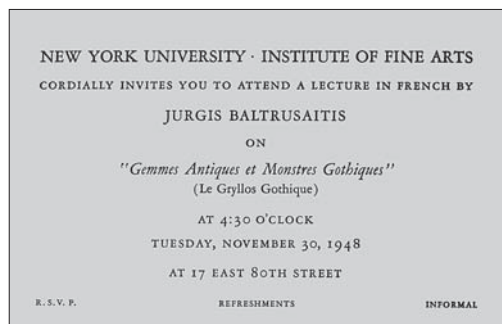 NEW YORK UNIVERSITY · INSTITUTE OF FINE ARTS
CORDIALLY INVITES YOU TO ATTEND A LECTURE IN FRENCH BY
JURGIS BALTRUSAITIS
ON
"Gemmes Antiques et Monstres Gothiques"
(Le Gryllos Gothique)
AT 4:30 O'CLOCK
TUESDAY, NOVEMBER 30, 1948
AT 17 EAST 80TH STREET
R.S.V.P. REFRESHMENTS INFORMAL